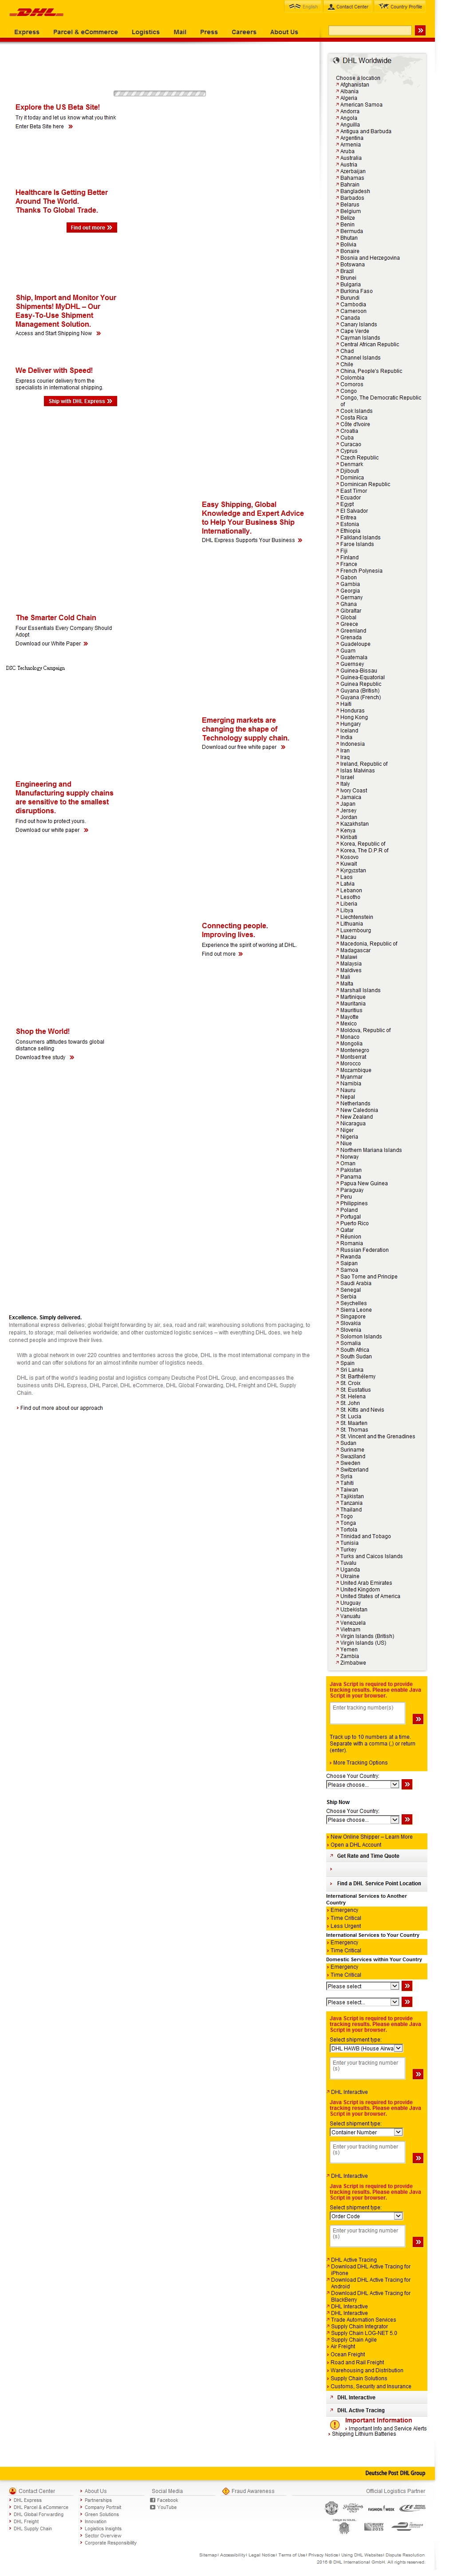 DHL
English
Contact Center
Country Profile
Express
Parcel & eCommerce
Logistics
Mail
Press
Careers
About Us
Explore the US Beta Site!
Try it today and let us know what you think
Enter Beta Site here
Healthcare Is Getting Better
Around The World.
Thanks To Global Trade.
Find out more
Ship, Import and Monitor Your
Shipments! MyDHL – Our
Easy-To-Use Shipment
Management Solution.
Access and Start Shipping Now
We Deliver with Speed!
Express courier delivery from the
specialists in international shipping.
Ship with DHL Express
Easy Shipping, Global
Knowledge and Expert Advice
to Help Your Business Ship
Internationally.
DHL Express Supports Your Business
The Smarter Cold Chain
Four Essentials Every Company Should
Adopt
Download our White Paper
DSC Technology Campaign
Emerging markets are
changing the shape of
Technology supply chain.
Download our free white paper
Engineering and
Manufacturing supply chains
are sensitive to the smallest
disruptions.
Find out how to protect yours.
Download our white paper
Connecting people.
Improving lives.
Experience the spirit of working at DHL.
Find out more
Shop the World!
Consumers attitudes towards global
distance selling
Download free study
Excellence. Simply delivered.
International express deliveries; global freight forwarding by air, sea, road and rail; warehousing solutions from packaging, to
repairs, to storage; mail deliveries worldwide; and other customized logistic services – with everything DHL does, we help
connect people and improve their lives.
With a global network in over 220 countries and territories across the globe, DHL is the most international company in the
world and can offer solutions for an almost infinite number of logistics needs.
DHL is part of the world's leading postal and logistics company Deutsche Post DHL Group, and encompasses the
business units DHL Express, DHL Parcel, DHL eCommerce, DHL Global Forwarding, DHL Freight and DHL Supply
Chain.
Find out more about our approach
DHL Worldwide
Choose a location
Afghanistan
Albania
Algeria
American Samoa
Andorra
Angola
Anguilla
Antigua and Barbuda
Argentina
Armenia
Aruba
Australia
Austria
Azerbaijan
Bahamas
Bahrain
Bangladesh
Barbados
Belarus
Belgium
Belize
Benin
Bermuda
Bhutan
Bolivia
Bonaire
Bosnia and Herzegovina
Botswana
Brazil
Brunei
Bulgaria
Burkina Faso
Burundi
Cambodia
Cameroon
Canada
Canary Islands
Cape Verde
Cayman Islands
Central African Republic
Chad
Channel Islands
Chile
China, People's Republic
Colombia
Comoros
Congo
Congo, The Democratic Republic
of
Cook Islands
Costa Rica
Côte d'Ivoire
Croatia
Cuba
Curacao
Cyprus
Czech Republic
Denmark
Djibouti
Dominica
Dominican Republic
East Timor
Ecuador
Egypt
El Salvador
Eritrea
Estonia
Ethiopia
Falkland Islands
Faroe Islands
Fiji
Finland
France
French Polynesia
Gabon
Gambia
Georgia
Germany
Ghana
Gibraltar
Global
Greece
Greenland
Grenada
Guadeloupe
Guam
Guatemala
Guernsey
Guinea-Bissau
Guinea-Equatorial
Guinea Republic
Guyana (British)
Guyana (French)
Haiti
Honduras
Hong Kong
Hungary
Iceland
India
Indonesia
Iran
Iraq
Ireland, Republic of
Islas Malvinas
Israel
Italy
Ivory Coast
Jamaica
Japan
Jersey
Jordan
Kazakhstan
Kenya
Kiribati
Korea, Republic of
Korea, The D.P.R of
Kosovo
Kuwait
Kyrgyzstan
Laos
Latvia
Lebanon
Lesotho
Liberia
Libya
Liechtenstein
Lithuania
Luxembourg
Macau
Macedonia, Republic of
Madagascar
Malawi
Malaysia
Maldives
Mali
Malta
Marshall Islands
Martinique
Mauritania
Mauritius
Mayotte
Mexico
Moldova, Republic of
Monaco
Mongolia
Montenegro
Montserrat
Morocco
Mozambique
Myanmar
Namibia
Nauru
Nepal
Netherlands
New Caledonia
New Zealand
Nicaragua
Niger
Nigeria
Niue
Northern Mariana Islands
Norway
Oman
Pakistan
Panama
Papua New Guinea
Paraguay
Peru
Philippines
Poland
Portugal
Puerto Rico
Qatar
Réunion
Romania
Russian Federation
Rwanda
Saipan
Samoa
Sao Tome and Principe
Saudi Arabia
Senegal
Serbia
Seychelles
Sierra Leone
Singapore
Slovakia
Slovenia
Solomon Islands
Somalia
South Africa
South Sudan
Spain
Sri Lanka
St. Barthélemy
St. Croix
St. Eustatius
St. Helena
St. John
St. Kitts and Nevis
St. Lucia
St. Maarten
St. Thomas
St. Vincent and the Grenadines
Sudan
Suriname
Swaziland
Sweden
Switzerland
Syria
Tahiti
Taiwan
Tajikistan
Tanzania
Thailand
Togo
Tonga
Tortola
Trinidad and Tobago
Tunisia
Turkey
Turks and Caicos Islands
Tuvalu
Uganda
Ukraine
United Arab Emirates
United Kingdom
United States of America
Uruguay
Uzbekistan
Vanuatu
Venezuela
Vietnam
Virgin Islands (British)
Virgin Islands (US)
Yemen
Zambia
Zimbabwe
Java Script is required to provide
tracking results. Please enable Java
Script in your browser.
Enter tracking number(s)
Track up to 10 numbers at a time.
Separate with a comma (,) or return
(enter).
More Tracking Options
Choose Your Country:
Please choose...
Ship Now
Choose Your Country:
Please choose...
New Online Shipper – Learn More
Open a DHL Account
Get Rate and Time Quote
Find a DHL Service Point Location
International Services to Another
Country
Emergency
Time Critical
Less Urgent
International Services to Your Country
Emergency
Time Critical
Domestic Services within Your Country
Emergency
Time Critical
Please select
Please select...
Java Script is required to provide
tracking results. Please enable Java
Script in your browser.
Select shipment type:
DHL HAWB (House Airwa
Enter your tracking number
(s)
DHL Interactive
Java Script is required to provide
tracking results. Please enable Java
Script in your browser.
Select shipment type:
Container Number
Enter your tracking number
(s)
DHL Interactive
Java Script is required to provide
tracking results. Please enable Java
Script in your browser.
Select shipment type:
Order Code
Enter your tracking number
(s)
DHL Active Tracing
Download DHL Active Tracing for
iPhone
Download DHL Active Tracing for
Android
Download DHL Active Tracing for
BlackBerry
DHL Interactive
DHL Interactive
Trade Automation Services
Supply Chain Integrator
Supply Chain LOG-NET 5.0
Supply Chain Agile
Air Freight
Ocean Freight
Road and Rail Freight
Warehousing and Distribution
Supply Chain Solutions
Customs, Security and Insurance
DHL Interactive
DHL Active Tracing
Important Information
Important Info and Service Alerts
Shipping Lithium Batteries
Deutsche Post DHL Group
Contact Center
DHL Express
DHL Parcel & eCommerce
DHL Global Forwarding
DHL Freight
DHL Supply Chain
About Us
Partnerships
Company Portrait
Green Solutions
Innovation
Logistics Insights
Sector Overview
Corporate Responsibility
Social Media
Facebook
YouTube
Fraud Awareness
Official Logistics Partner
FASHION WEEK
Sitemap Accessibility Legal Notice Terms of Use Privacy Notice Using DHL Websites Dispute Resolution
2016 © DHL International GmbH. All rights reserved.